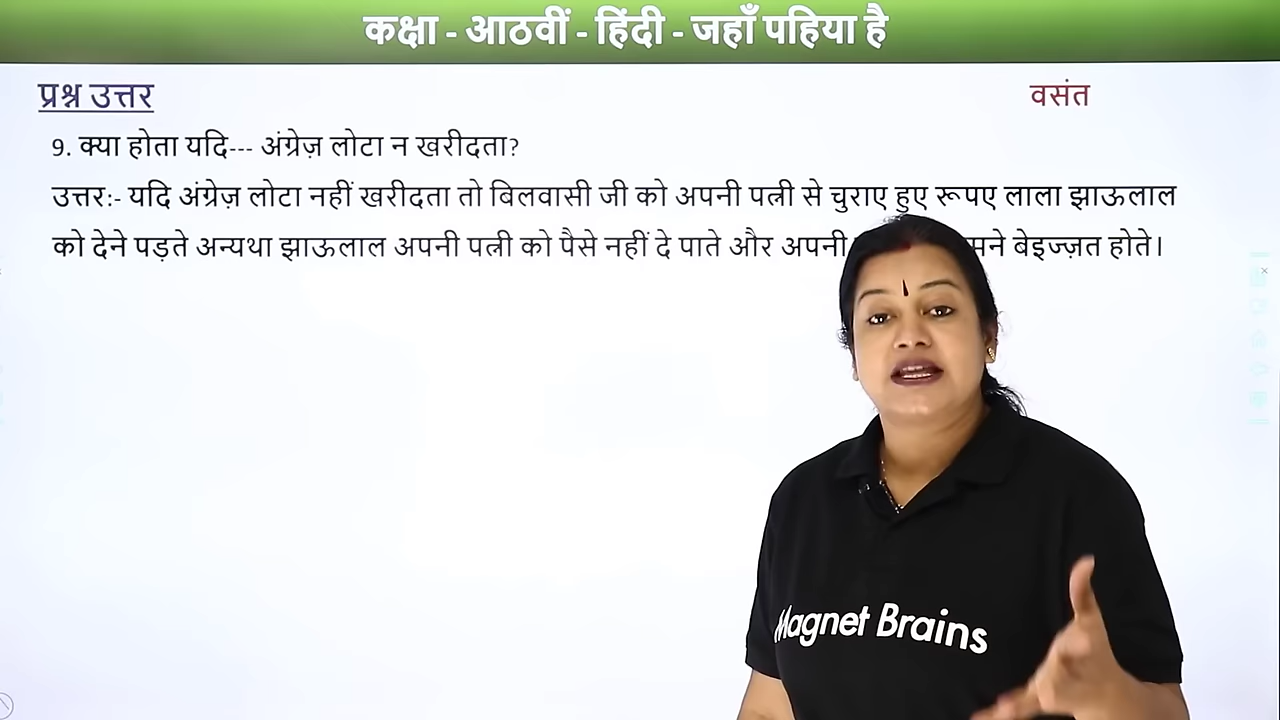 कक्षा - आठवीं - हिंदी - जहाँ पहिया है
प्रश्न उत्तर
वसंत
9. क्या होता यदि--- अंग्रेज़ लोटा न खरीदता?
उत्तर:- यदि अंग्रेज़ लोटा नहीं खरीदता तो बिलवासी जी को अपनी पत्नी से चुराए हुए रूपए लाला झाऊलाल
को देने पड़ते अन्यथा झाऊलाल अपनी पत्नी को पैसे नहीं दे पाते और अपनी मने बेइज्ज़त होते।
Magnet Brains